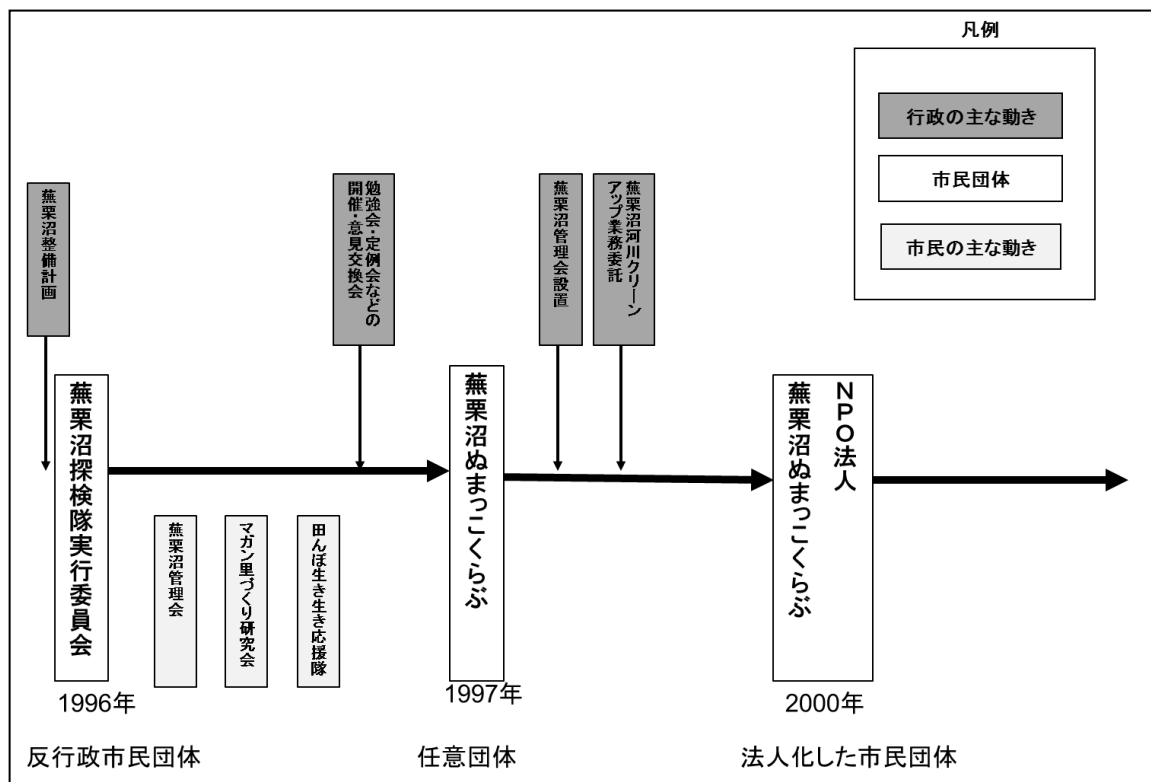 凡例
行政の主な動き
市民団体
市民の主な動き
蕪栗沼整備計画
勉強会・定例会などの
開催・意見交換会
蕪栗沼管理会設置
蕪栗沼河川クリーン
アップ業務委託
蕪栗沼探検隊実行委員会
蕪栗沼ぬまっこくらぶ
NPO法人
蕪栗沼ぬまっこくらぶ
蕪栗沼管理会
マガン里づくり研究会
田んぼ生き生き応援隊
1996年
1997年
2000年
反行政市民団体
任意団体
法人化した市民団体